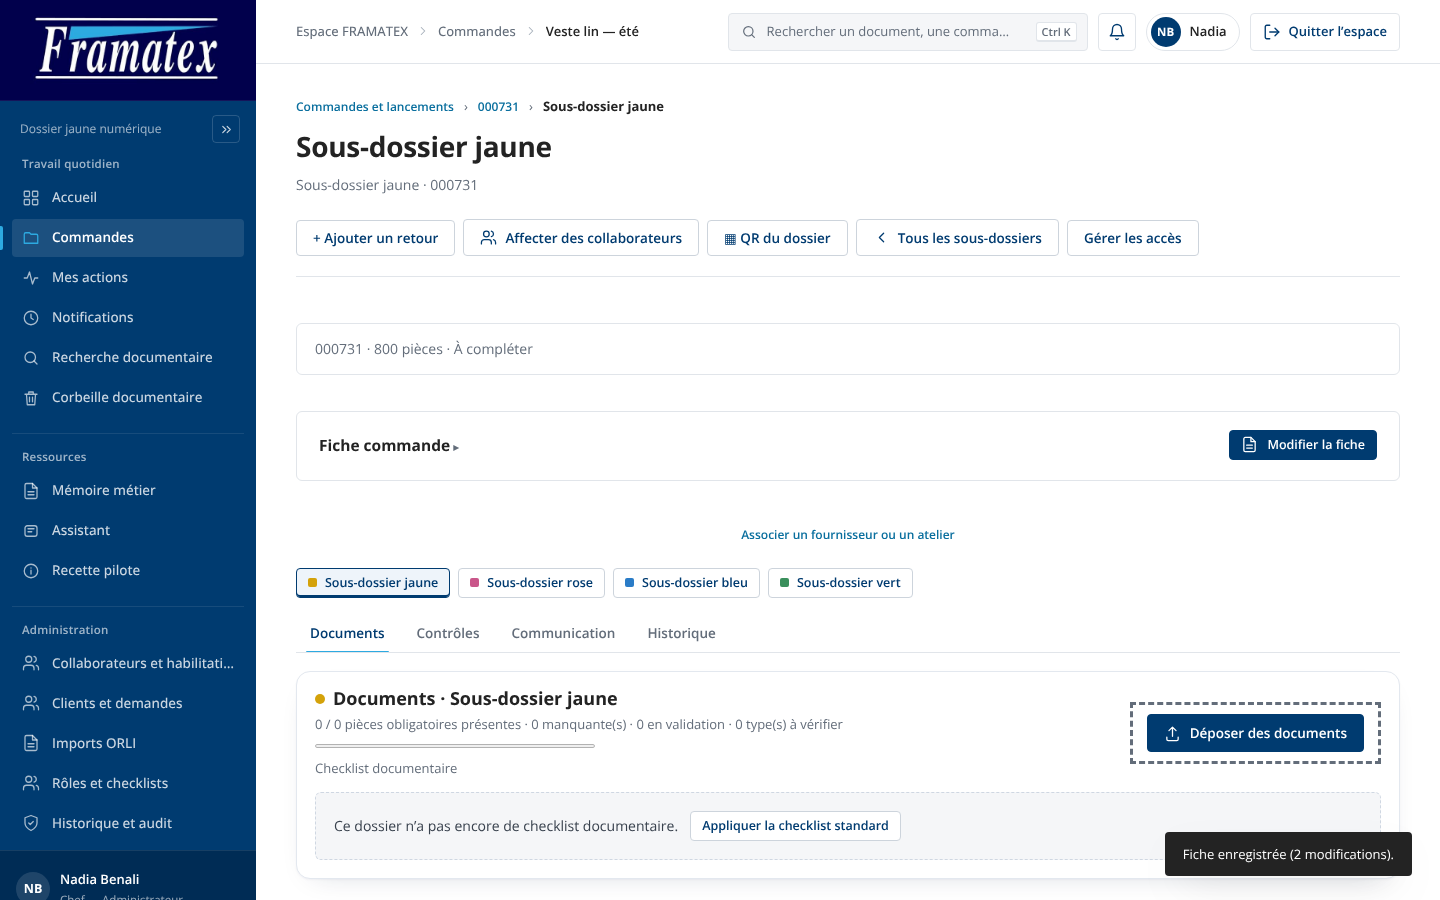 Framatex
Espace FRAMATEX
Commandes
Veste lin — été
Rechercher un document, une comma...
Ctrl K
NB
Nadia
Quitter l’espace
Dossier jaune numérique
Travail quotidien
Accueil
Commandes
Mes actions
Notifications
Recherche documentaire
Corbeille documentaire
Ressources
Mémoire métier
Assistant
Recette pilote
Administration
Collaborateurs et habilitati...
Clients et demandes
Imports ORLI
Rôles et checklists
Historique et audit
NB
Nadia Benali
Commandes et lancements › 000731 › Sous-dossier jaune
Sous-dossier jaune
Sous-dossier jaune · 000731
+ Ajouter un retour
Affecter des collaborateurs
QR du dossier
Tous les sous-dossiers
Gérer les accès
000731 · 800 pièces · À compléter
Fiche commande
Modifier la fiche
Associer un fournisseur ou un atelier
Sous-dossier jaune
Sous-dossier rose
Sous-dossier bleu
Sous-dossier vert
Documents
Contrôles
Communication
Historique
Documents · Sous-dossier jaune
0 / 0 pièces obligatoires présentes · 0 manquante(s) · 0 en validation · 0 type(s) à vérifier
Déposer des documents
Checklist documentaire
Ce dossier n’a pas encore de checklist documentaire.
Appliquer la checklist standard
Fiche enregistrée (2 modifications).